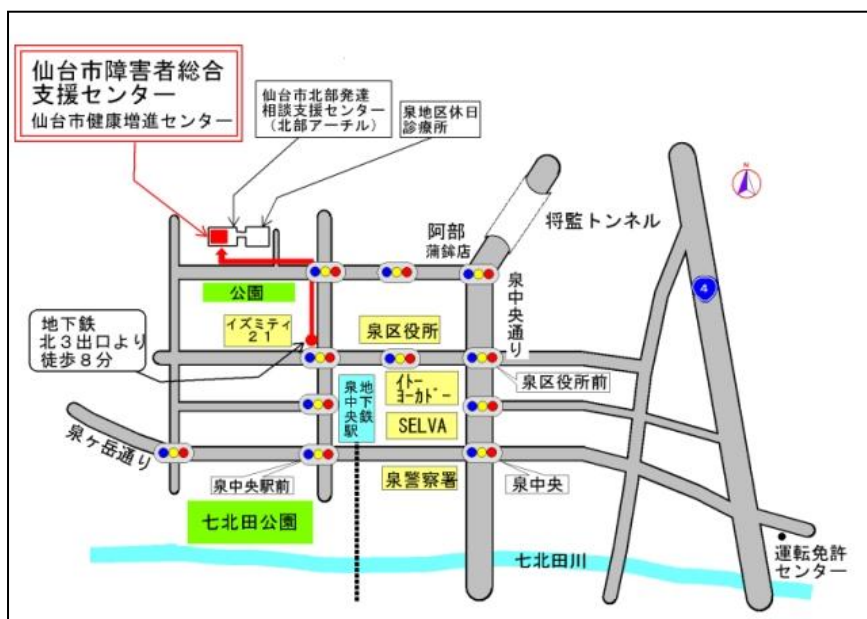 仙台市障害者総合
支援センター
仙台市健康増進センター
仙台市北部発達
相談支援センター
（北部アーチル）
泉地区休日
診療所
N
将監トンネル
阿部
蒲鉾店
泉中央通り
4
公園
地下鉄
北３出口より
徒歩８分
イズミティ
２１
泉区役所
泉区役所前
イトー
ヨーカドー
地下鉄
泉中央駅
SELVA
泉ヶ岳通り
泉中央駅前
泉警察署
泉中央
七北田公園
七北田川
運転免許
センター